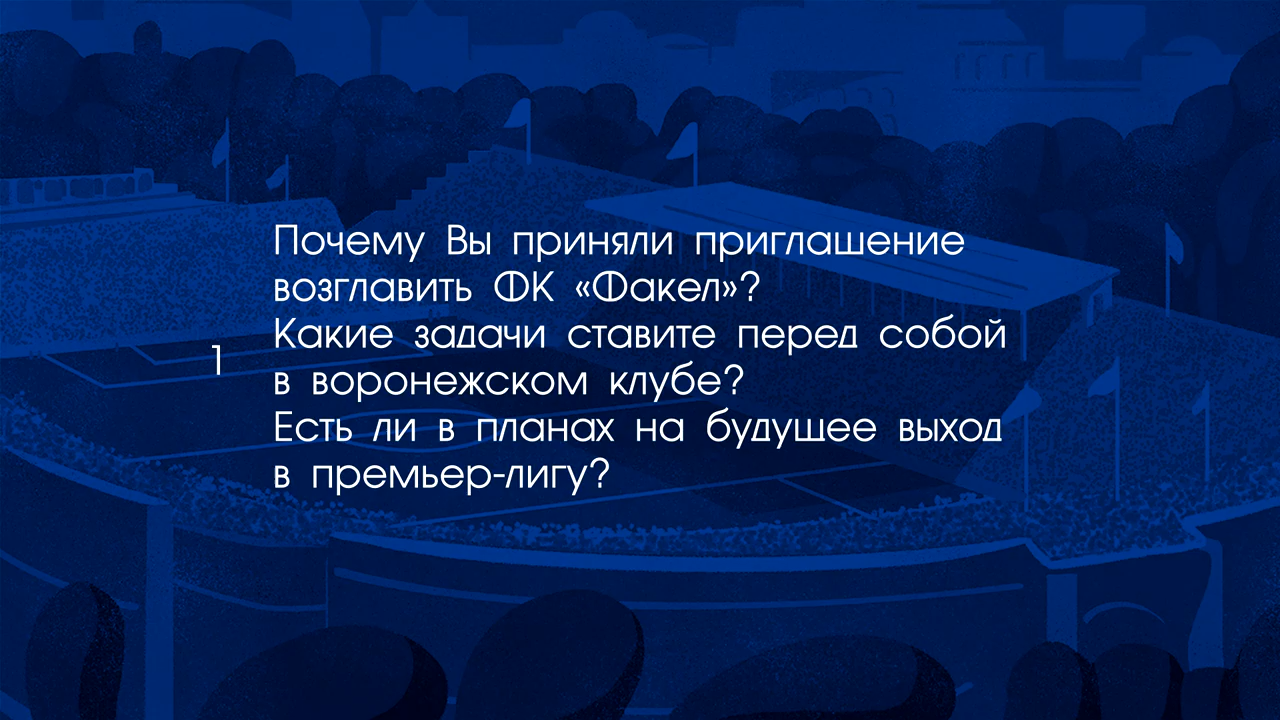 Почему Вы приняли приглашение
возглавить ФК «Факел»?
Какие задачи ставите перед собой
1
в воронежском клубе?
Есть ли в планах на будущее выход
в премьер-лигу?